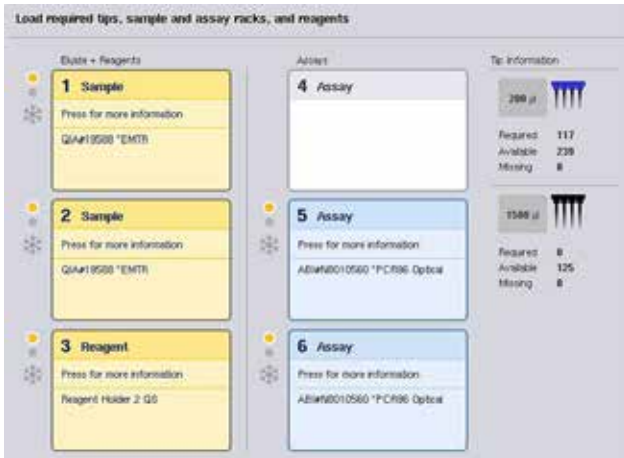 Load required tips, sample and assay racks, and reagents
Eluate + Reagents
Assays
Tip Information
1 Sample
Press for more information
QIA#19588 *EMTR
4 Assay
200 µl
Required 117
Available 239
Missing 0
2 Sample
Press for more information
QIA#19588 *EMTR
5 Assay
Press for more information
ABI#N8010560 *PCR96 Optical
1500 µl
Required 0
Available 125
Missing 0
3 Reagent
Press for more information
Reagent Holder 2 QS
6 Assay
Press for more information
ABI#N8010560 *PCR96 Optical